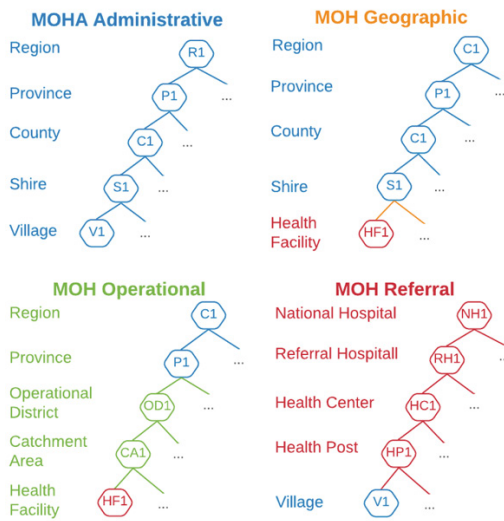 MOHA Administrative
Region
R1
Province
P1
...
County
C1
...
Shire
S1
...
Village
V1
...
MOH Geographic
Region
C1
Province
P1
...
County
C1
...
Shire
S1
...
Health
Facility
HF1
...
MOH Operational
Region
C1
Province
P1
...
Operational
District
OD1
...
Catchment
Area
CA1
...
Health
Facility
HF1
...
MOH Referral
National Hospital
NH1
Referral Hospitall
RH1
...
Health Center
HC1
...
Health Post
HP1
...
Village
V1
...